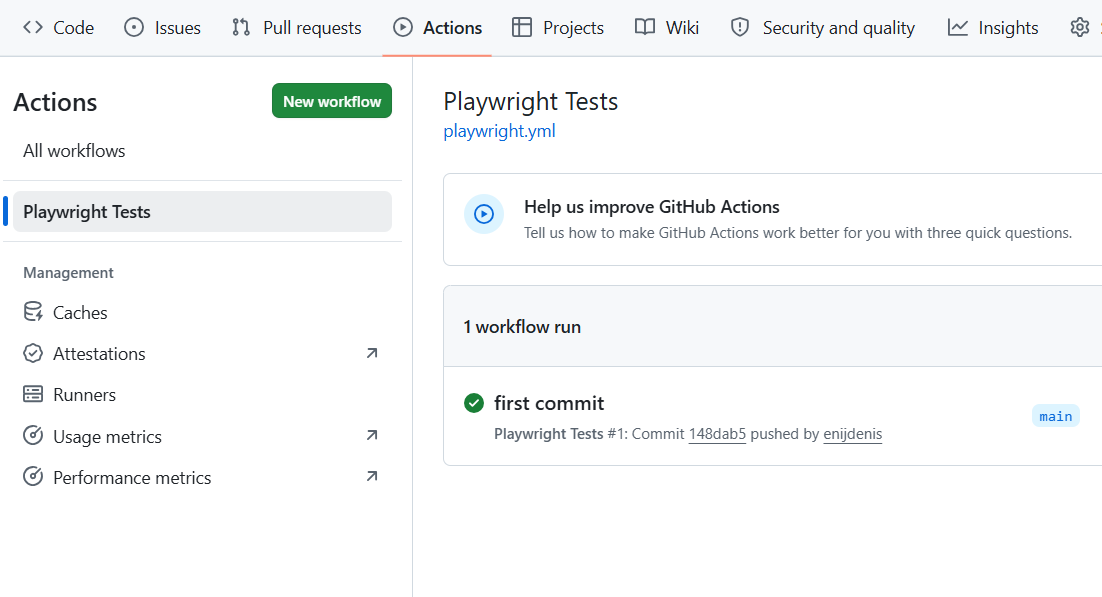 Code Issues Pull requests Actions Projects Wiki Security and quality Insights
Actions
New workflow
All workflows
Playwright Tests
Management
Caches
Attestations
Runners
Usage metrics
Performance metrics
Playwright Tests
playwright.yml
Help us improve GitHub Actions
Tell us how to make GitHub Actions work better for you with three quick questions.
1 workflow run
first commit
main
Playwright Tests #1: Commit 148dab5 pushed by enijdenis